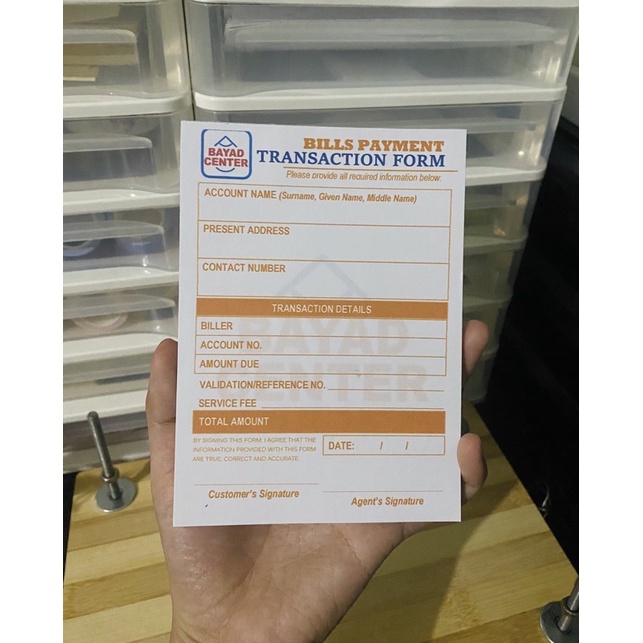 BAYAD
CENTER
BILLS PAYMENT
TRANSACTION FORM
Please provide all required information below.
ACCOUNT NAME (Surname, Given Name, Middle Name)
PRESENT ADDRESS
CONTACT NUMBER
TRANSACTION DETAILS
BILLER
ACCOUNT NO.
AMOUNT DUE
BAYAD
CENTER
VALIDATION/REFERENCE NO.
SERVICE FEE
TOTAL AMOUNT
BY SIGNING THIS FORM, I AGREE THAT THE
INFORMATION PROVIDED WITH THIS FORM
ARE TRUE, CORRECT AND ACCURATE.
DATE: / /
Customer's Signature
Agent's Signature